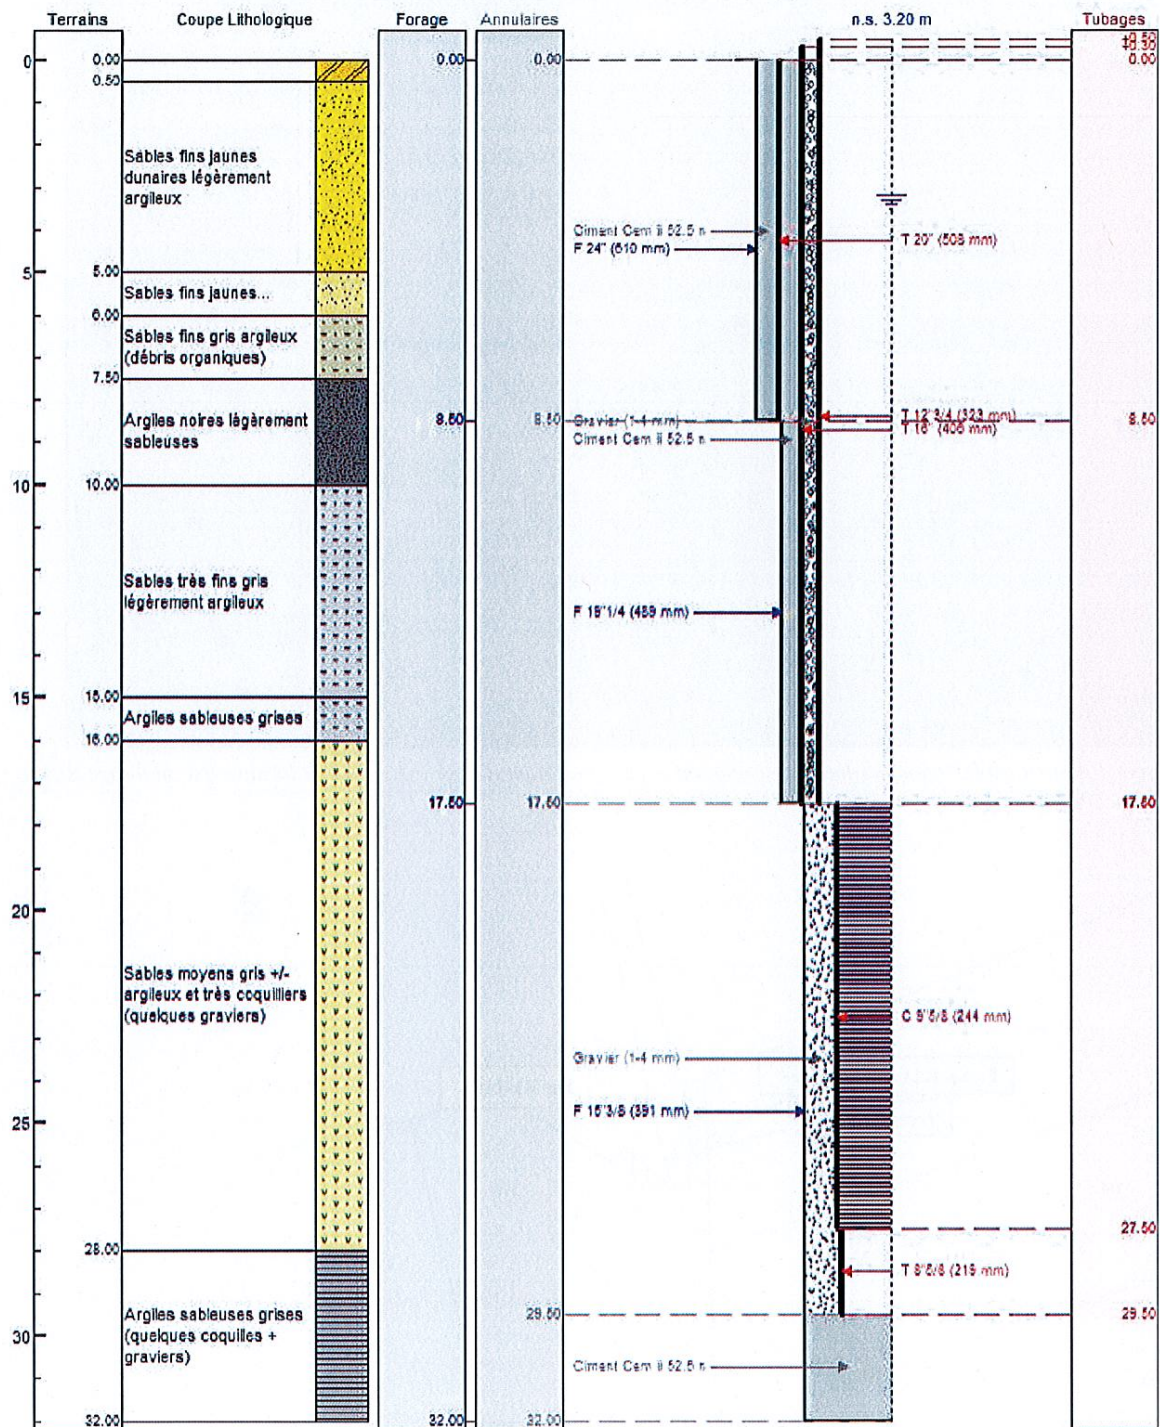 Terrains Coupe Lithologique Forage Annulaires n.s. 3.20 m Tubages
0.00
0.50
Sables fins jaunes
dunaires légèrement
argileux
5.00
Sables fins jaunes...
6.00
Sables fins gris argileux
(débris organiques)
7.50
Argiles noires légèrement
sableuses
10.00
Sables très fins gris
légèrement argileux
15.00
Argiles sableuses grises
16.00
Sables moyens gris +/-
argileux et très coquilliers
(quelques graviers)
28.00
Argiles sableuses grises
(quelques coquilles +
graviers)
32.00
0
5
10
15
20
25
30
0.00
8.50
17.50
32.00
0.00
8.50
17.50
29.50
32.00
Ciment Cem ii 52.5 n
F 24" (610 mm)
Gravier (1-4 mm)
Ciment Cem ii 52.5 n
F 19"1/4 (489 mm)
Gravier (1-4 mm)
F 15"3/8 (391 mm)
Ciment Cem ii 52.5 n
T 20" (508 mm)
T 12"3/4 (323 mm)
T 16" (406 mm)
C 9"5/8 (244 mm)
T 8"5/8 (219 mm)
0.00
8.50
17.50
27.50
29.50